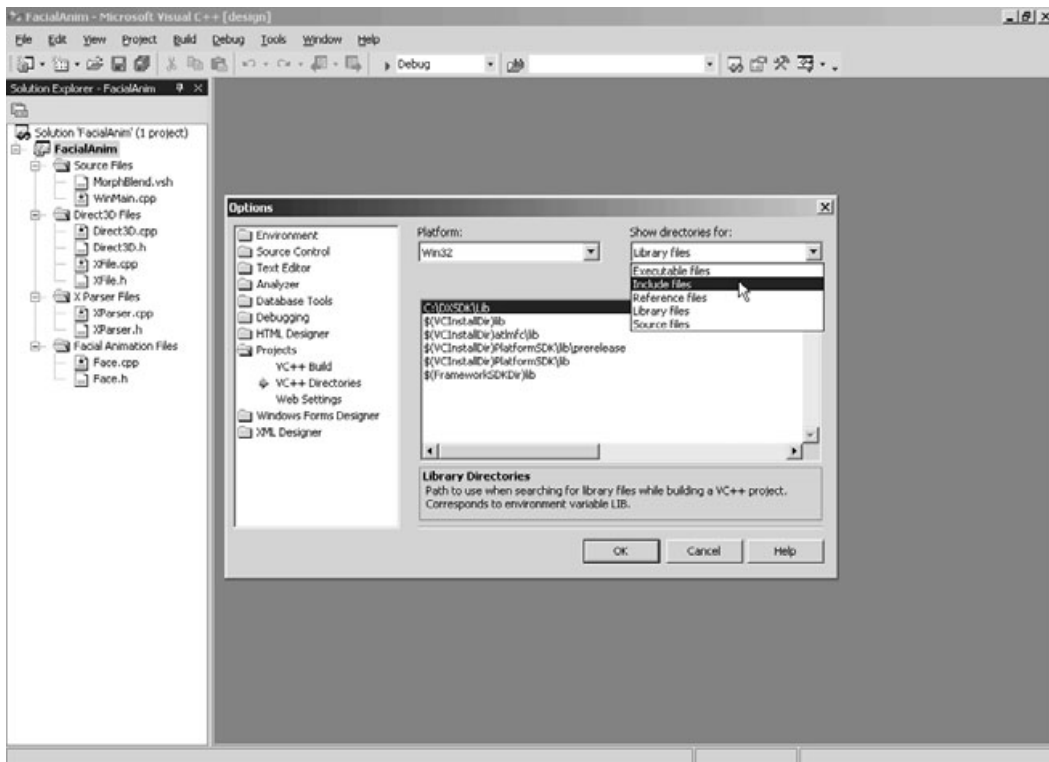 FacialAnim - Microsoft Visual C++ [design]
File Edit View Project Build Debug Tools Window Help
Debug
Solution Explorer - FacialAnim
Solution 'FacialAnim' (1 project)
FacialAnim
Source Files
MorphBlend.vsh
WinMain.cpp
Direct3D Files
Direct3D.cpp
Direct3D.h
XFile.cpp
XFile.h
X Parser Files
XParser.cpp
XParser.h
Facial Animation Files
Face.cpp
Face.h
Options
Environment
Source Control
Text Editor
Analyzer
Database Tools
Debugging
HTML Designer
Projects
VC++ Build
VC++ Directories
Web Settings
Windows Forms Designer
XML Designer
Platform:
Win32
Show directories for:
Library files
Executable files
Include files
Reference files
Library files
Source files
C:\DXSDK\Lib
$(VCInstallDir)lib
$(VCInstallDir)atlmfc\lib
$(VCInstallDir)PlatformSDK\lib\prerelease
$(VCInstallDir)PlatformSDK\lib
$(FrameworkSDKDir)lib
Library Directories
Path to use when searching for library files while building a VC++ project.
Corresponds to environment variable LIB.
OK Cancel Help